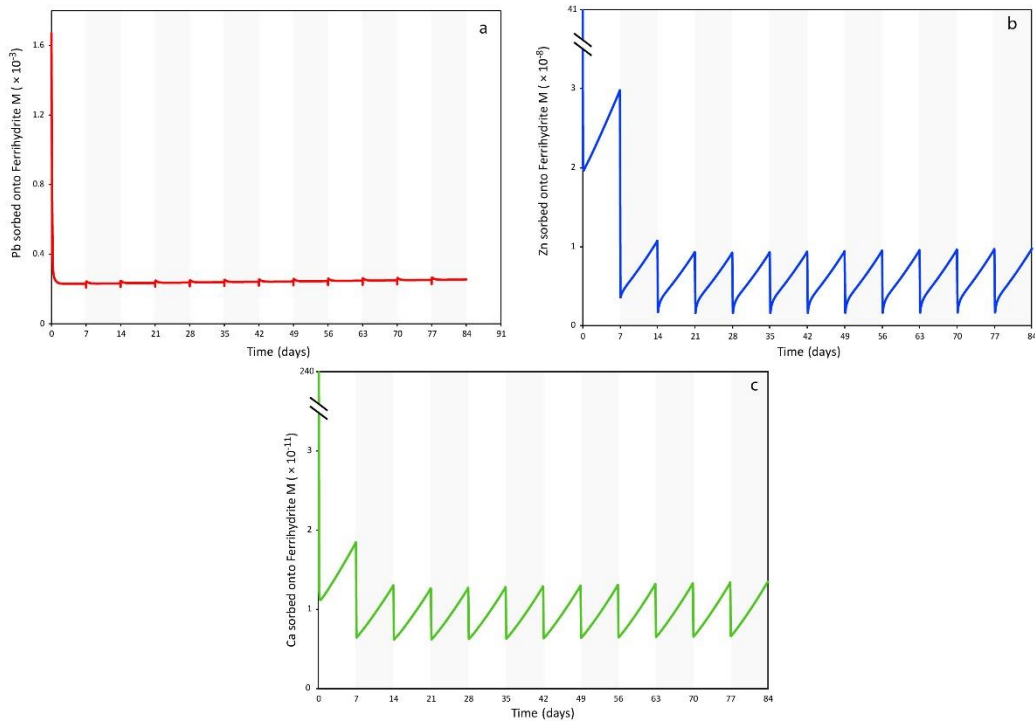 a
Pb sorbed onto Ferrihydrite M ( × 10⁻³)
1.6
1.2
0.8
0.4
0
0 7 14 21 28 35 42 49 56 63 70 77 84 91
Time (days)
b
Zn sorbed onto Ferrihydrite M ( × 10⁻⁸)
41
3
2
1
0
0 7 14 21 28 35 42 49 56 63 70 77 84
Time (days)
c
Ca sorbed onto Ferrihydrite M ( × 10⁻¹¹)
240
3
2
1
0
0 7 14 21 28 35 42 49 56 63 70 77 84
Time (days)